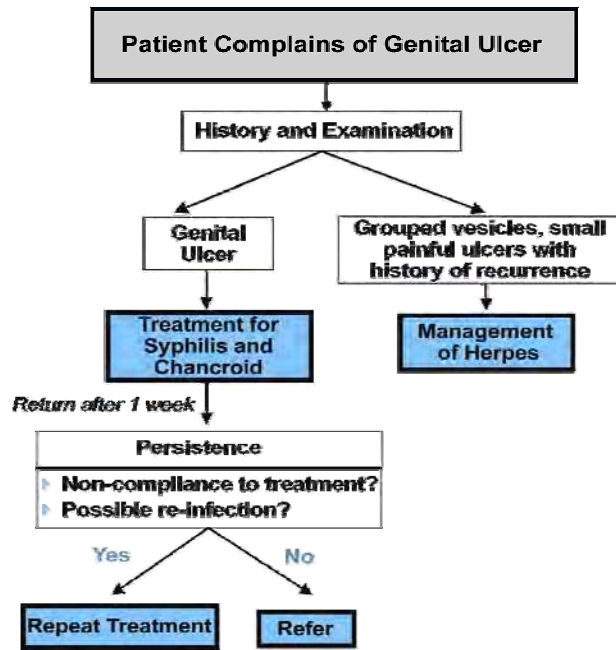 Patient Complains of Genital Ulcer
History and Examination
Genital
Ulcer
Grouped vesicles, small
painful ulcers with
history of recurrence
Treatment for
Syphilis and
Chancroid
Management
of Herpes
Return after 1 week
Persistence
Non-compliance to treatment?
Possible re-infection?
Yes
No
Repeat Treatment
Refer